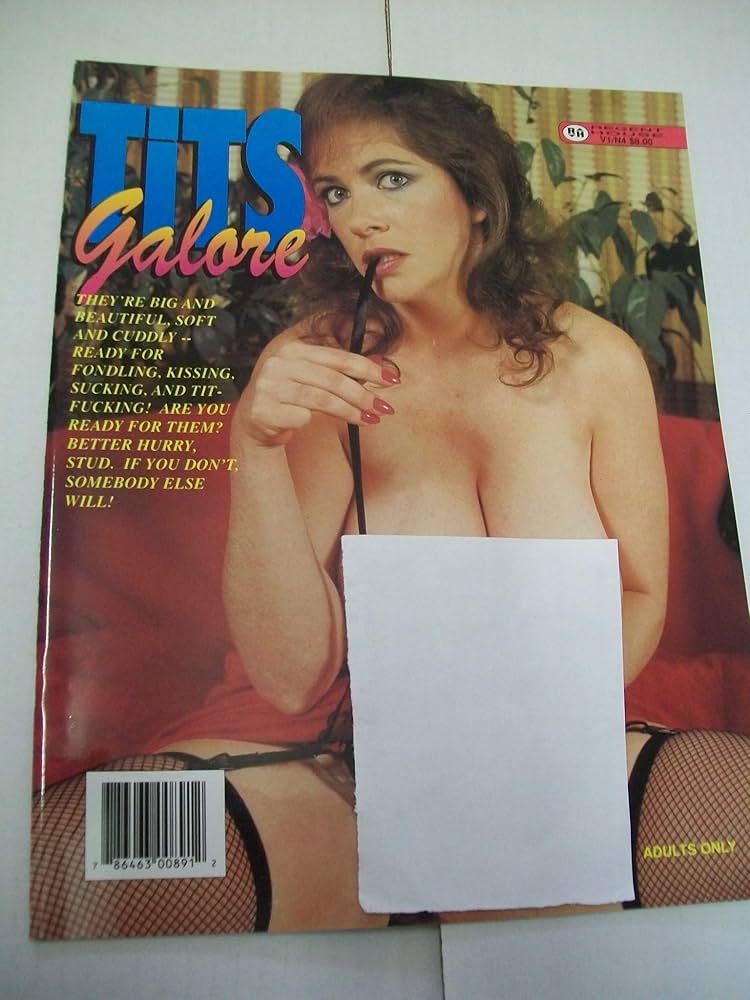 TiTS
Galore
REGENT
HOUSE
V1/N4 $8.00
THEY'RE BIG AND
BEAUTIFUL, SOFT
AND CUDDLY --
READY FOR
FONDLING, KISSING,
SUCKING, AND TIT-
FUCKING! ARE YOU
READY FOR THEM?
BETTER HURRY,
STUD. IF YOU DON'T,
SOMEBODY ELSE
WILL!
7 86463 00891 2
ADULTS ONLY